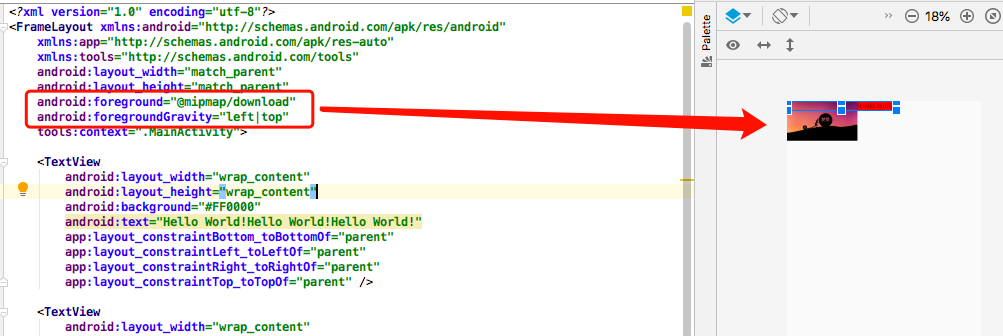 <?xml version="1.0" encoding="utf-8"?>
<FrameLayout xmlns:android="http://schemas.android.com/apk/res/android"
xmlns:app="http://schemas.android.com/apk/res-auto"
xmlns:tools="http://schemas.android.com/tools"
android:layout_width="match_parent"
android:layout_height="match_parent"
android:foreground="@mipmap/download"
android:foregroundGravity="left|top"
tools:context=".MainActivity">
<TextView
android:layout_width="wrap_content"
android:layout_height="wrap_content"
android:background="#FF0000"
android:text="Hello World!Hello World!Hello World!"
app:layout_constraintBottom_toBottomOf="parent"
app:layout_constraintLeft_toLeftOf="parent"
app:layout_constraintRight_toRightOf="parent"
app:layout_constraintTop_toTopOf="parent" />
<TextView
android:layout_width="wrap_content"
Palette
18%